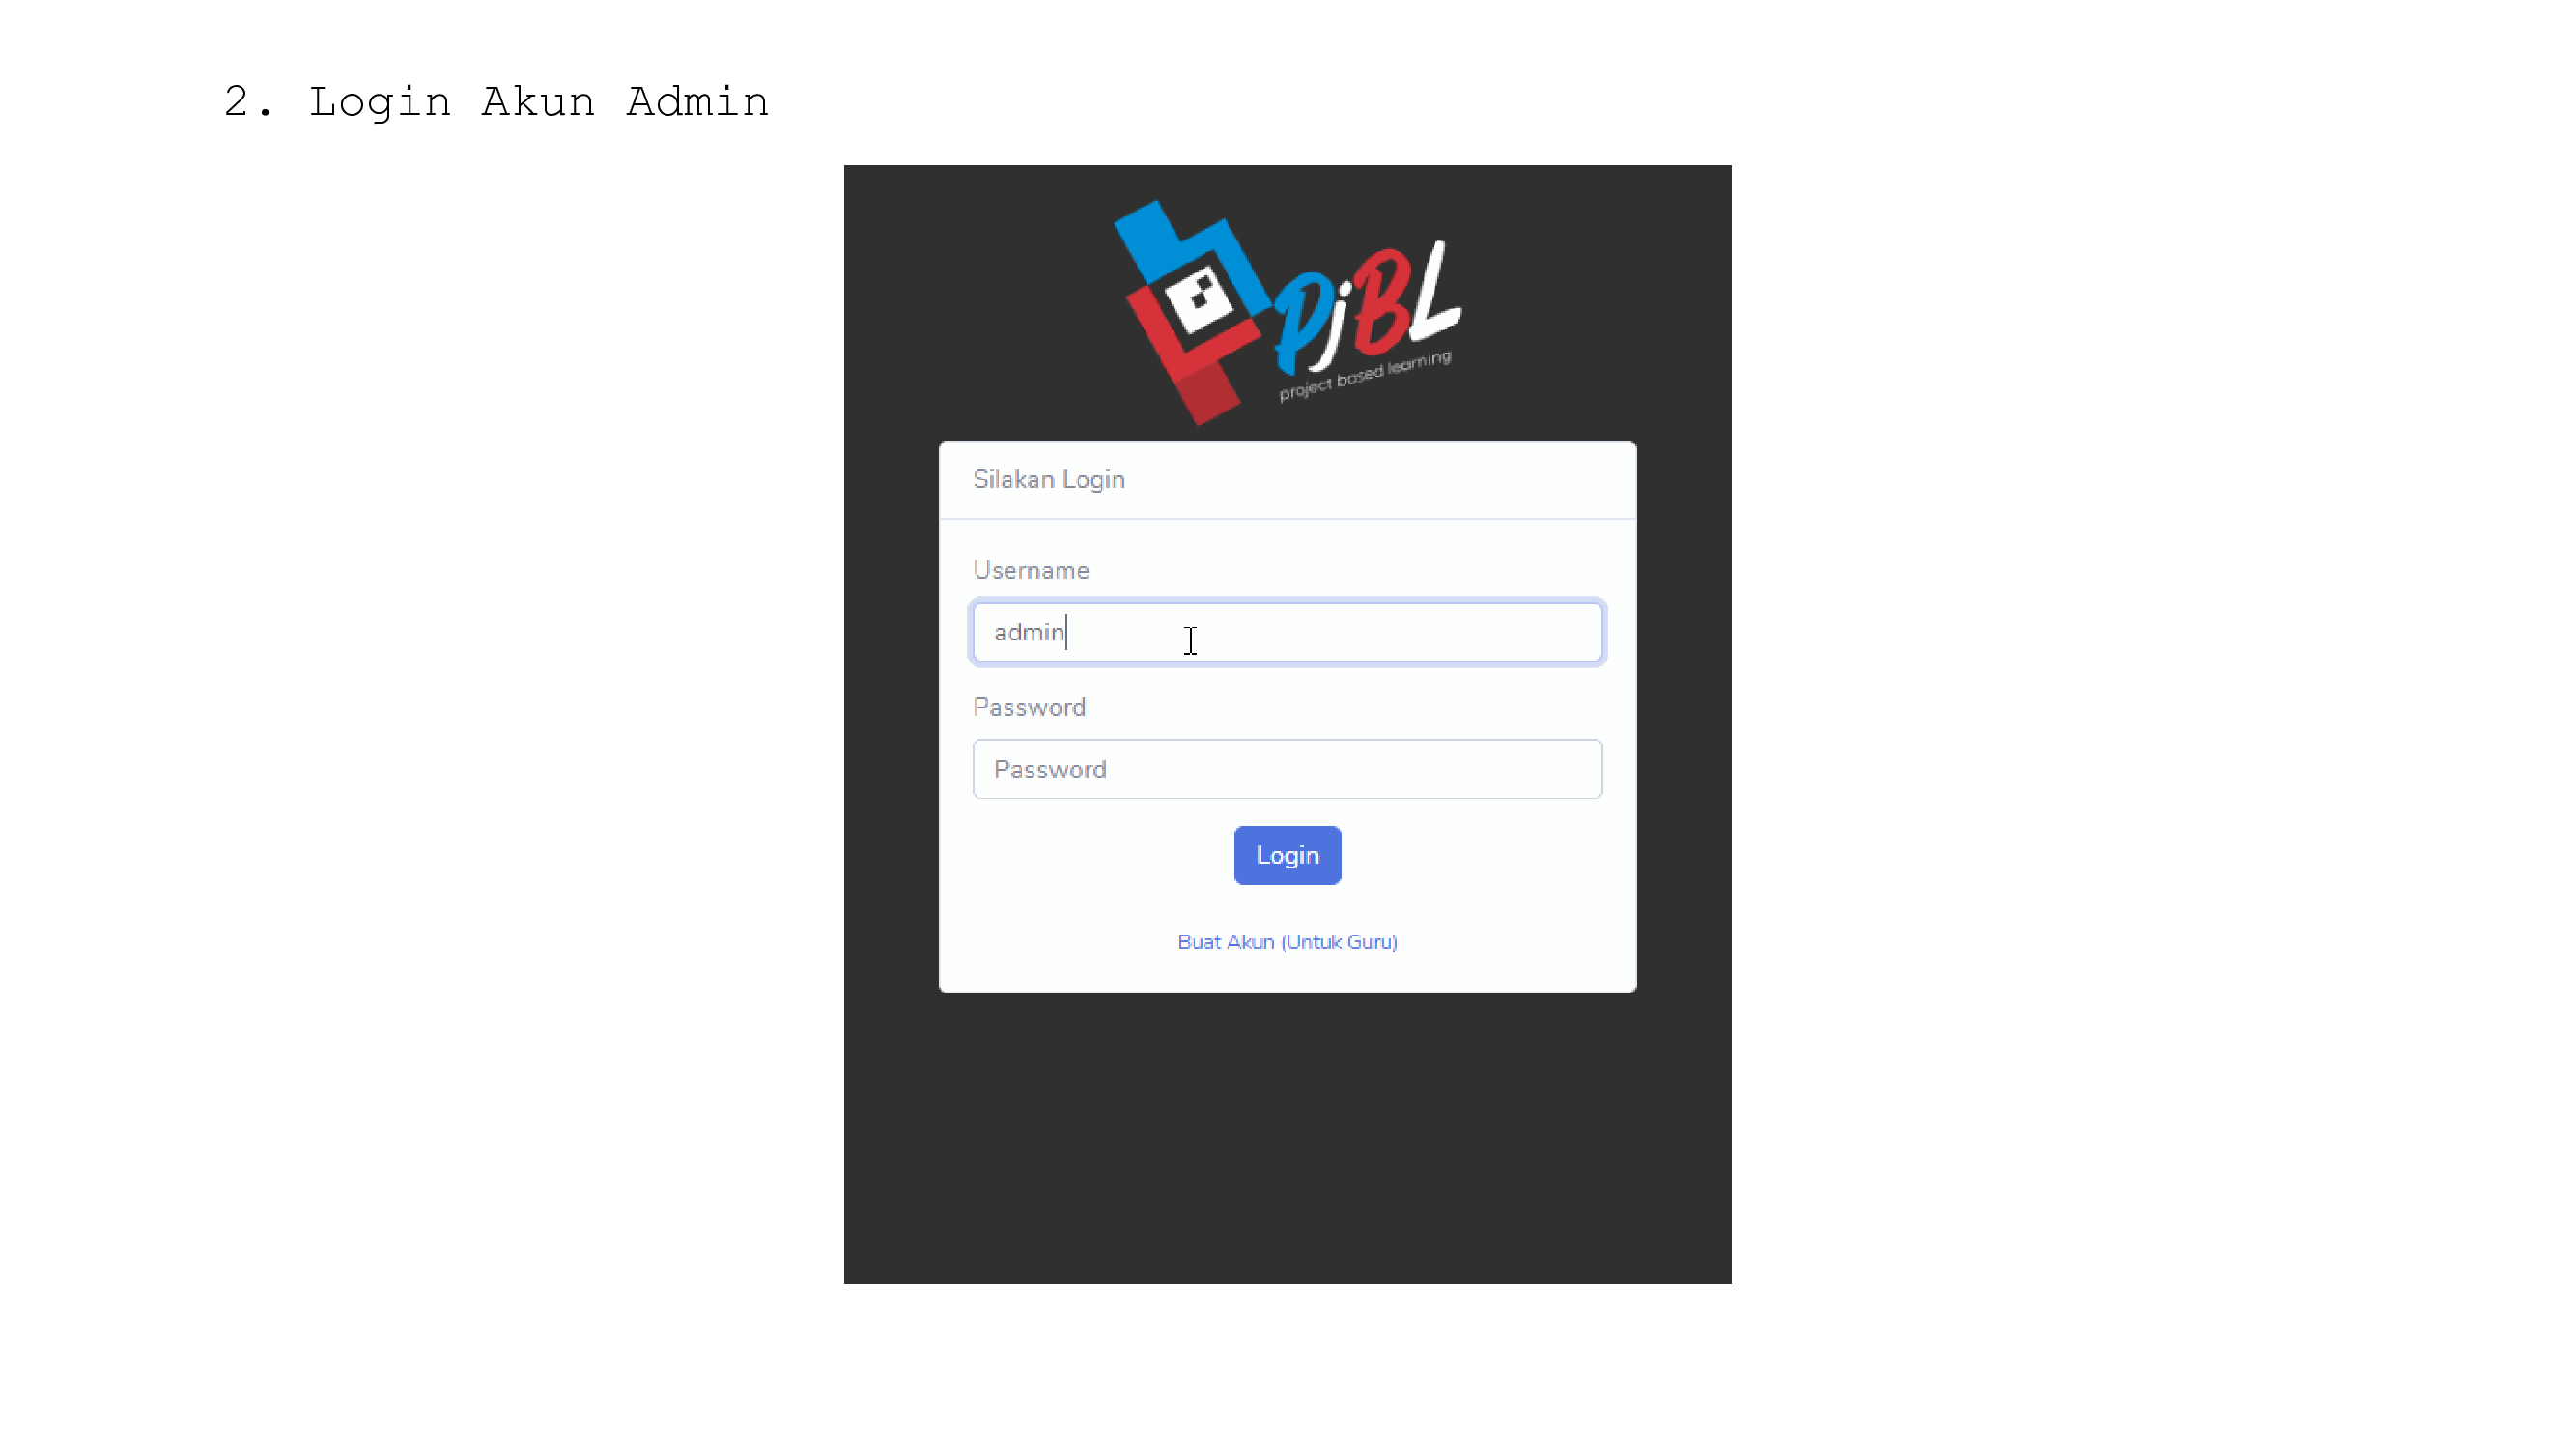 2. Login Akun Admin
PjBL
project based learning
Silakan Login
Username
admin
Password
Password
Login
Buat Akun (Untuk Guru)